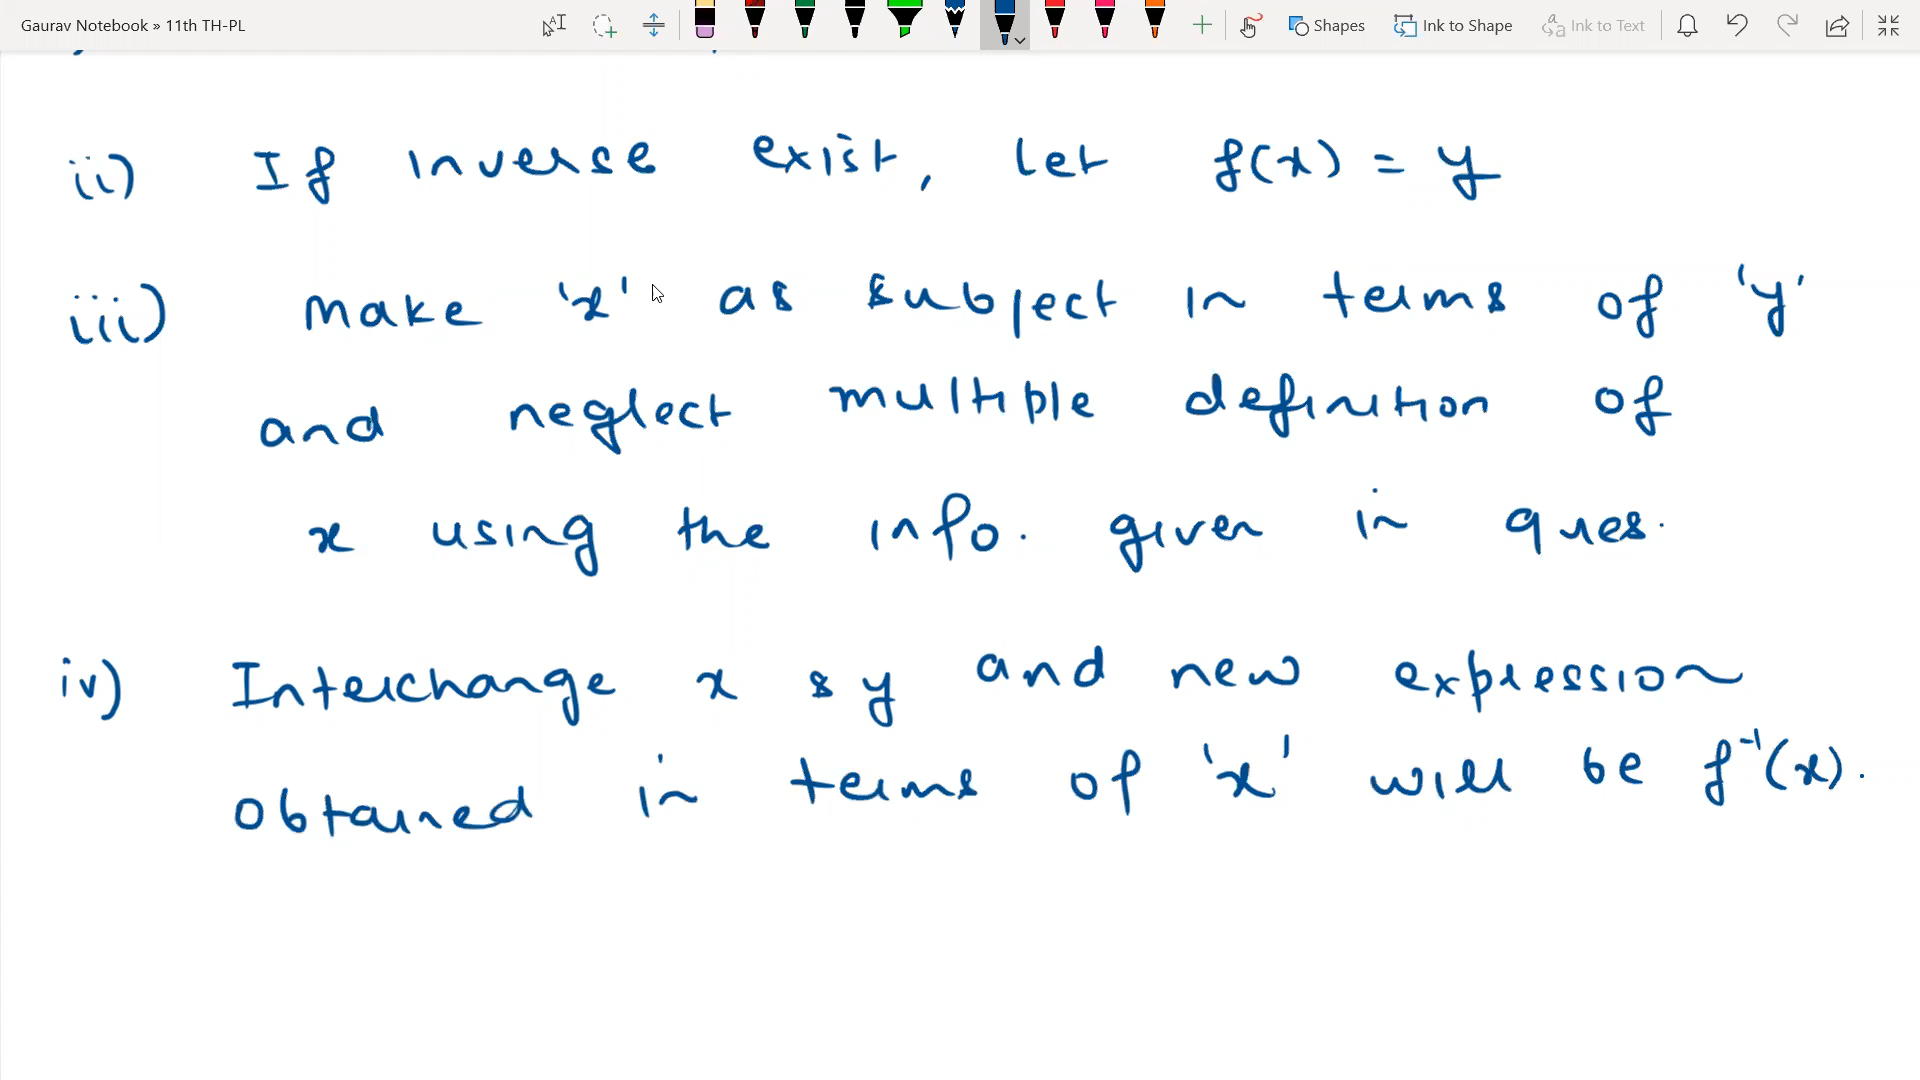 Gaurav Notebook » 11th TH-PL
Shapes
Ink to Shape
Ink to Text
ii) If inverse exist, let f(x) = y
iii) Make 'x' as subject in terms of 'y'
and neglect multiple definition of
x using the info. given in ques.
iv) Interchange x & y and new expression
obtained in terms of 'x' will be f⁻¹(x).